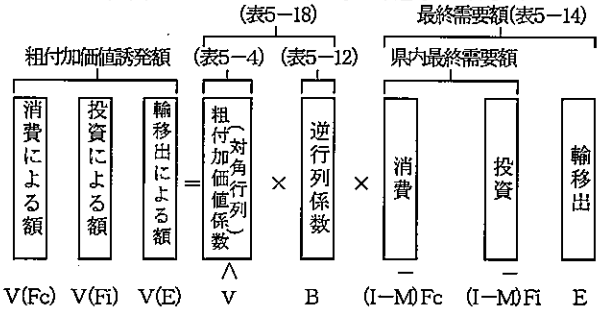 (表5-18)
最終需要額(表5-14)
粗付加価値誘発額
(表5-4)
(表5-12)
県内最終需要額
消費による額
投資による額
輸移出による額
=
粗付加価値係数
(対角行列)
×
逆行列係数
×
消費
投資
輸移出
V(Fc)
V(Fi)
V(E)
^
V
B
(I-M̄)Fc
(I-M̄)Fi
E